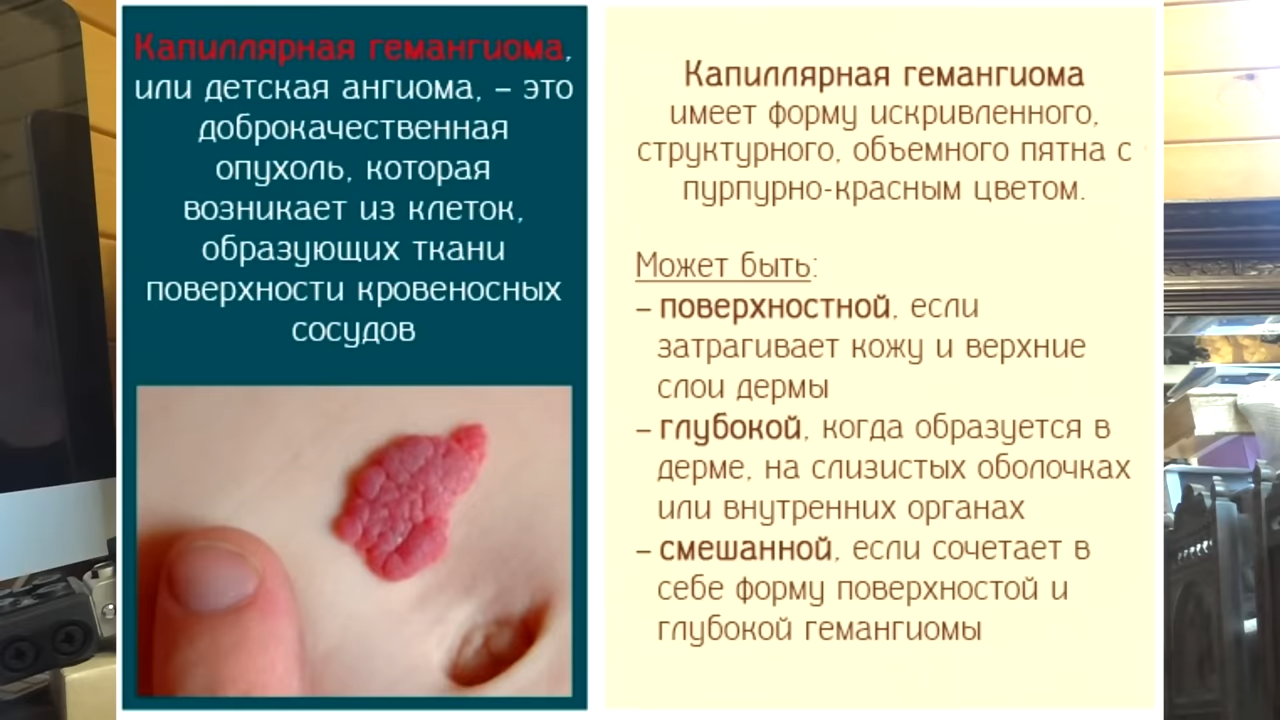 Капиллярная гемангиома,
или детская ангиома, – это
доброкачественная
опухоль, которая
возникает из клеток,
образующих ткани
поверхности кровеносных
сосудов
Капиллярная гемангиома
имеет форму искривленного,
структурного, объемного пятна с
пурпурно-красным цветом.
Может быть:
– поверхностной, если
затрагивает кожу и верхние
слои дермы
– глубокой, когда образуется в
дерме, на слизистых оболочках
или внутренних органах
– смешанной, если сочетает в
себе форму поверхностой и
глубокой гемангиомы